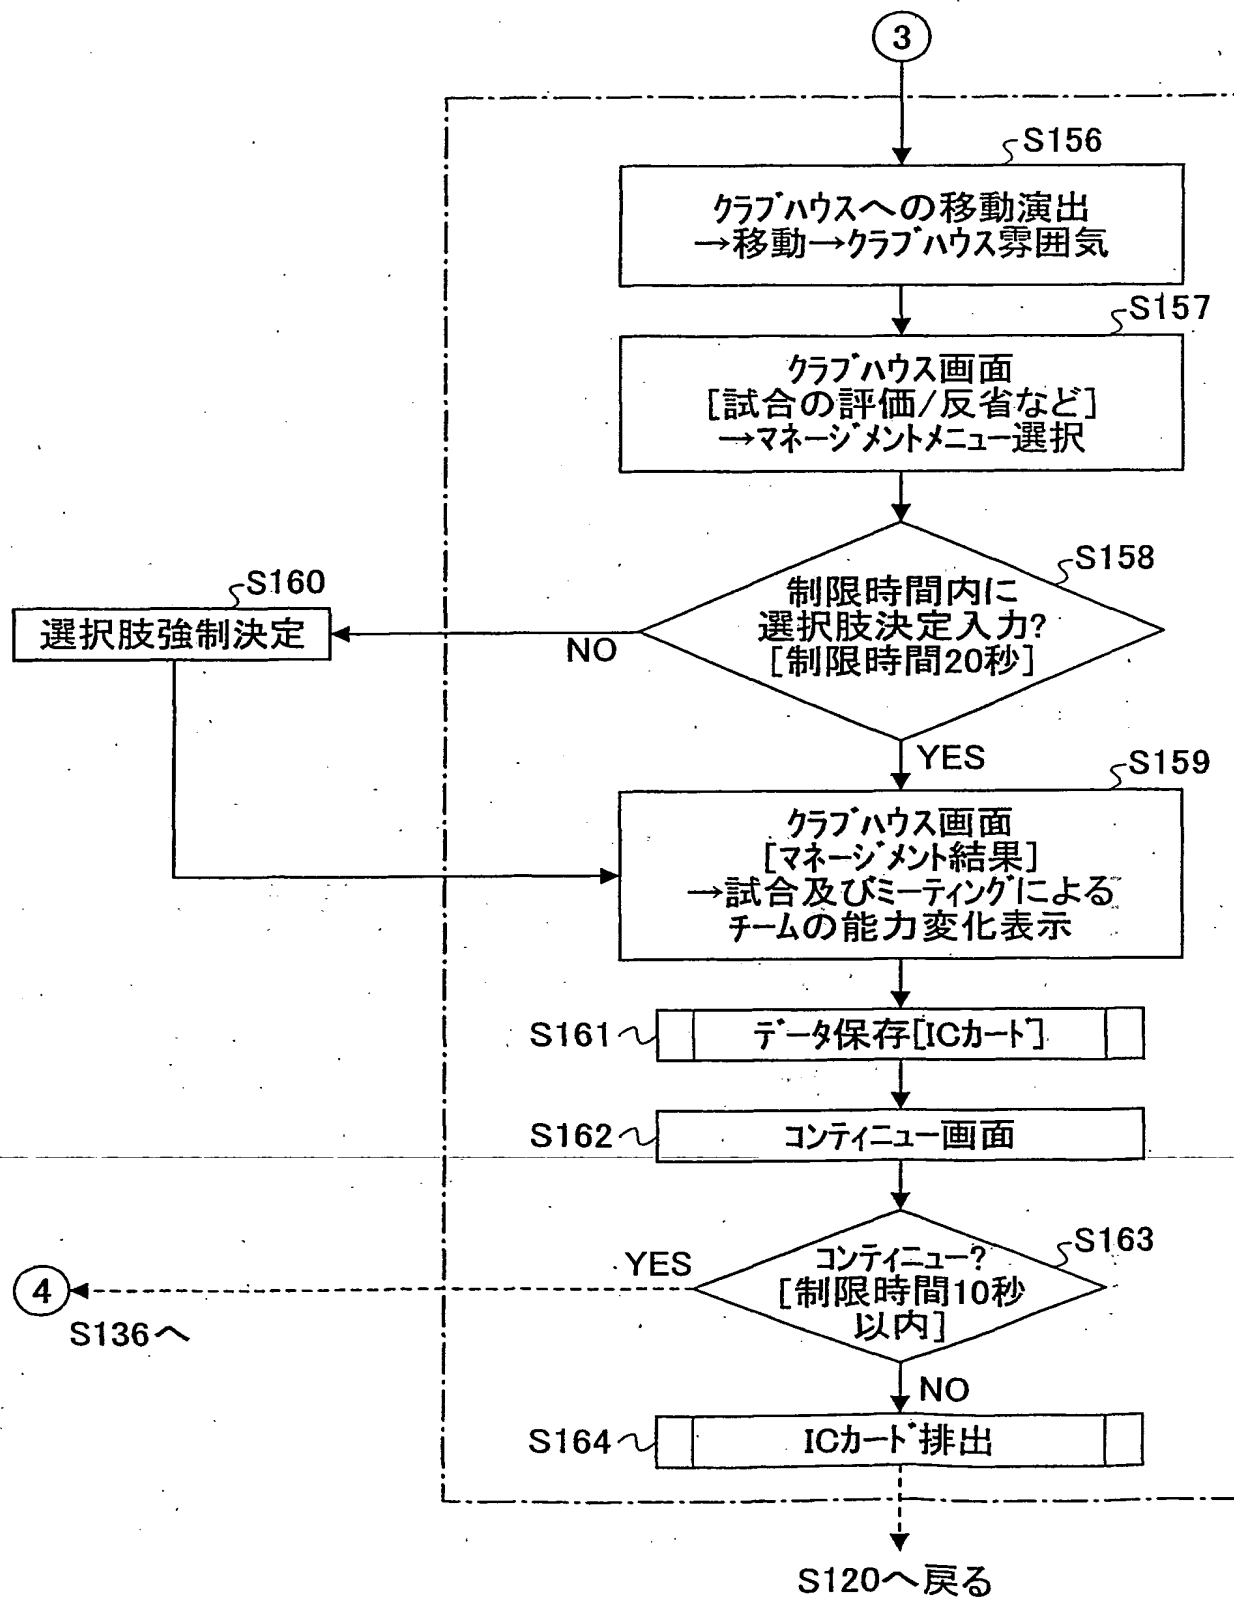 3
S156
クラブハウスへの移動演出
→移動→クラブハウス雰囲気
S157
クラブハウス画面
[試合の評価/反省など]
→マネージメントメニュー選択
S158
制限時間内に
選択肢決定入力?
[制限時間20秒]
S160
選択肢強制決定
NO
YES
S159
クラブハウス画面
[マネージメント結果]
→試合及びミーティングによる
チームの能力変化表示
S161
データ保存[ICカード]
S162
コンティニュー画面
S163
コンティニュー?
[制限時間10秒
以内]
YES
4
S136へ
NO
S164
ICカード排出
S120へ戻る